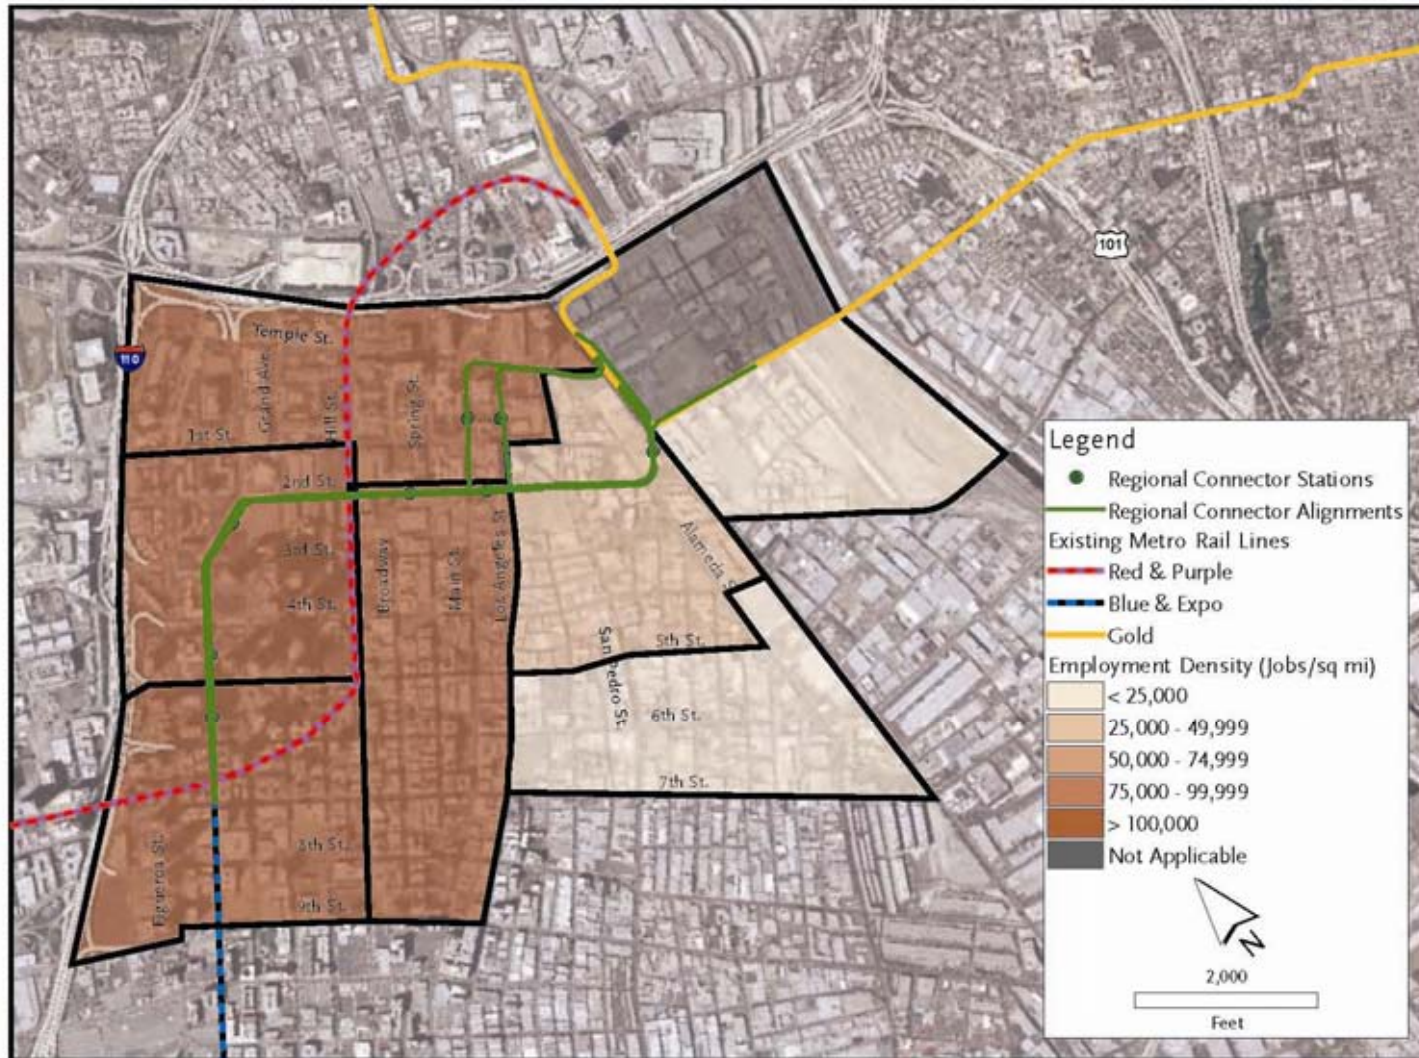 101
Temple St.
110
Grand Ave.
Hill St.
Spring St.
1st St.
2nd St.
3rd St.
4th St.
Broadway
Main St.
Los Angeles St
Alameda S
5th St.
San Pedro St.
6th St.
7th St.
8th St.
9th St.
Figueroa St.
Legend
Regional Connector Stations
Regional Connector Alignments
Existing Metro Rail Lines
Red & Purple
Blue & Expo
Gold
Employment Density (Jobs/sq mi)
< 25,000
25,000 - 49,999
50,000 - 74,999
75,000 - 99,999
> 100,000
Not Applicable
N
2,000
Feet